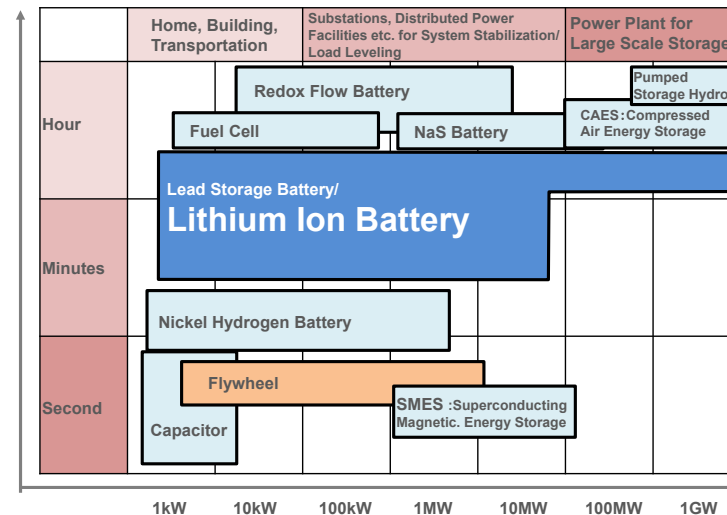 Home, Building,
Transportation
Substations, Distributed Power
Facilities etc. for System Stabilization/
Load Leveling
Power Plant for
Large Scale Storage
Hour
Redox Flow Battery
Pumped
Storage Hydro
Fuel Cell
NaS Battery
CAES:Compressed
Air Energy Storage
Lead Storage Battery/
Lithium Ion Battery
Minutes
Nickel Hydrogen Battery
Second
Flywheel
Capacitor
SMES :Superconducting
Magnetic. Energy Storage
1kW 10kW 100kW 1MW 10MW 100MW 1GW